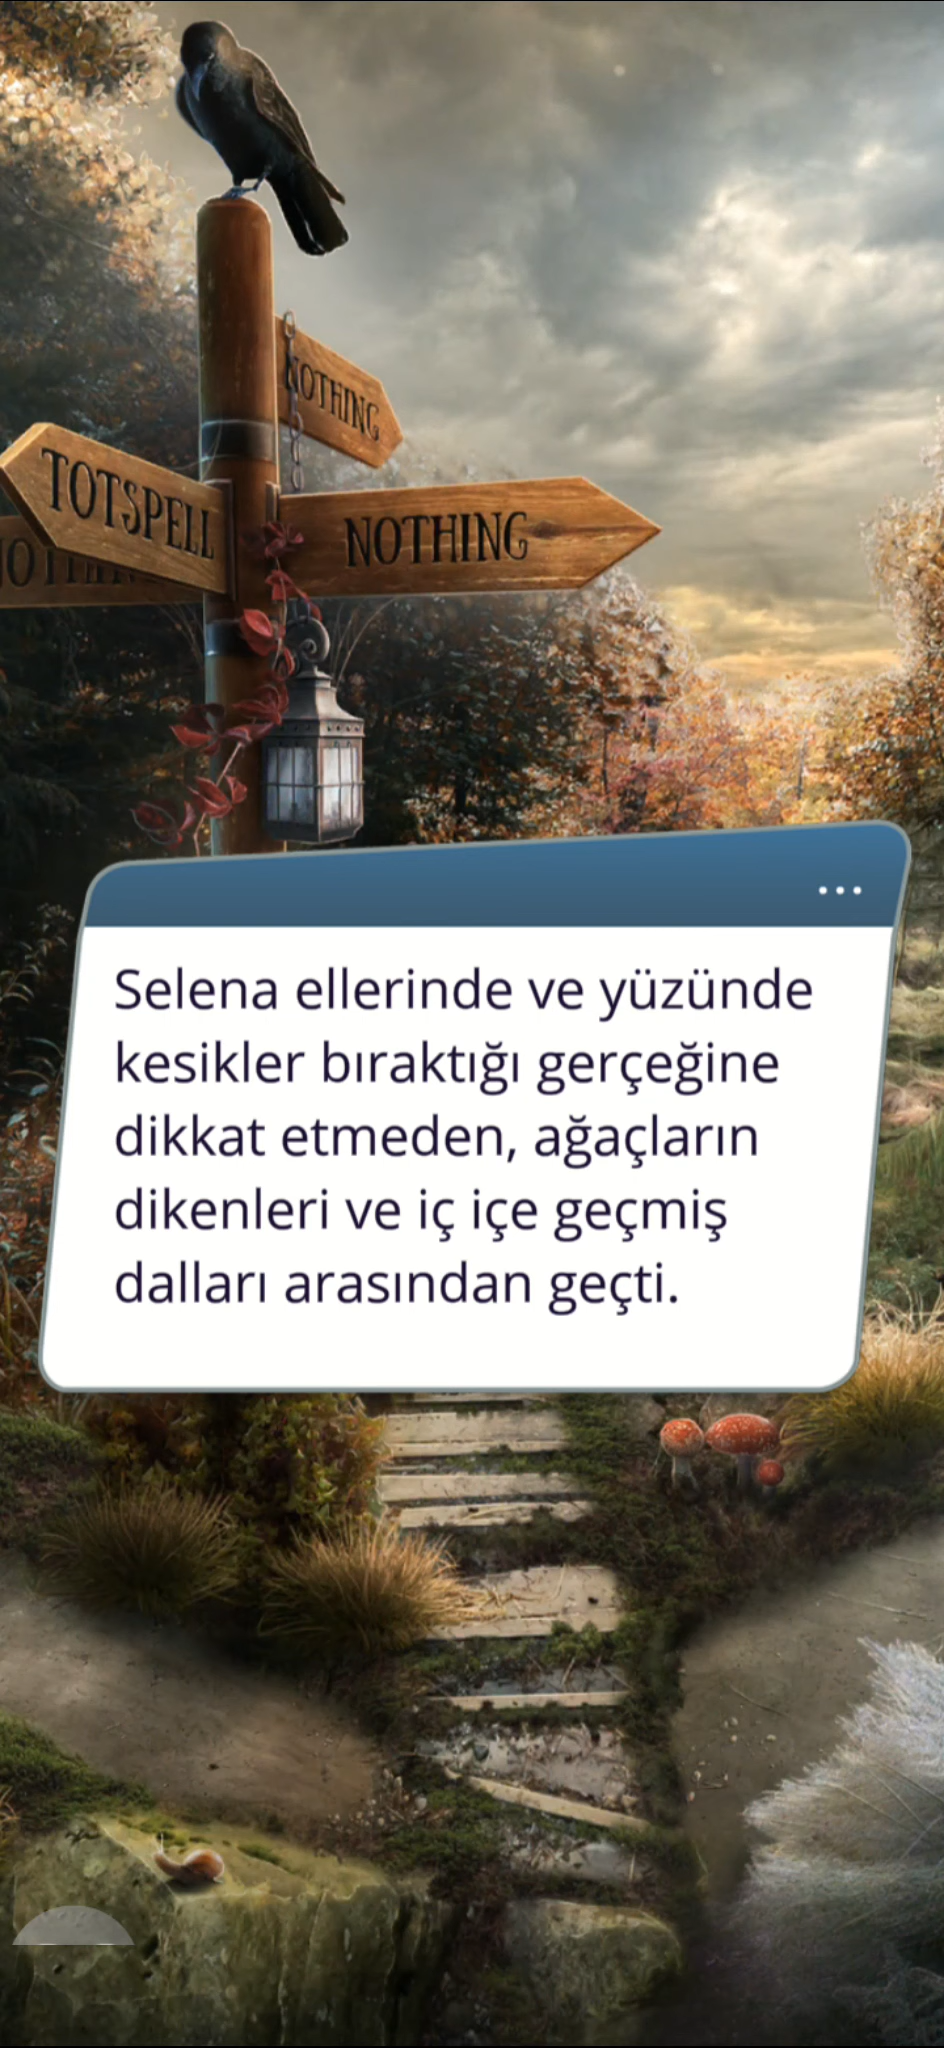 NOTHING
TOTSPELL
NOTHING
Selena ellerinde ve yüzünde
kesikler bıraktığı gerçeğine
dikkat etmeden, ağaçların
dikenleri ve iç içe geçmiş
dalları arasından geçti.